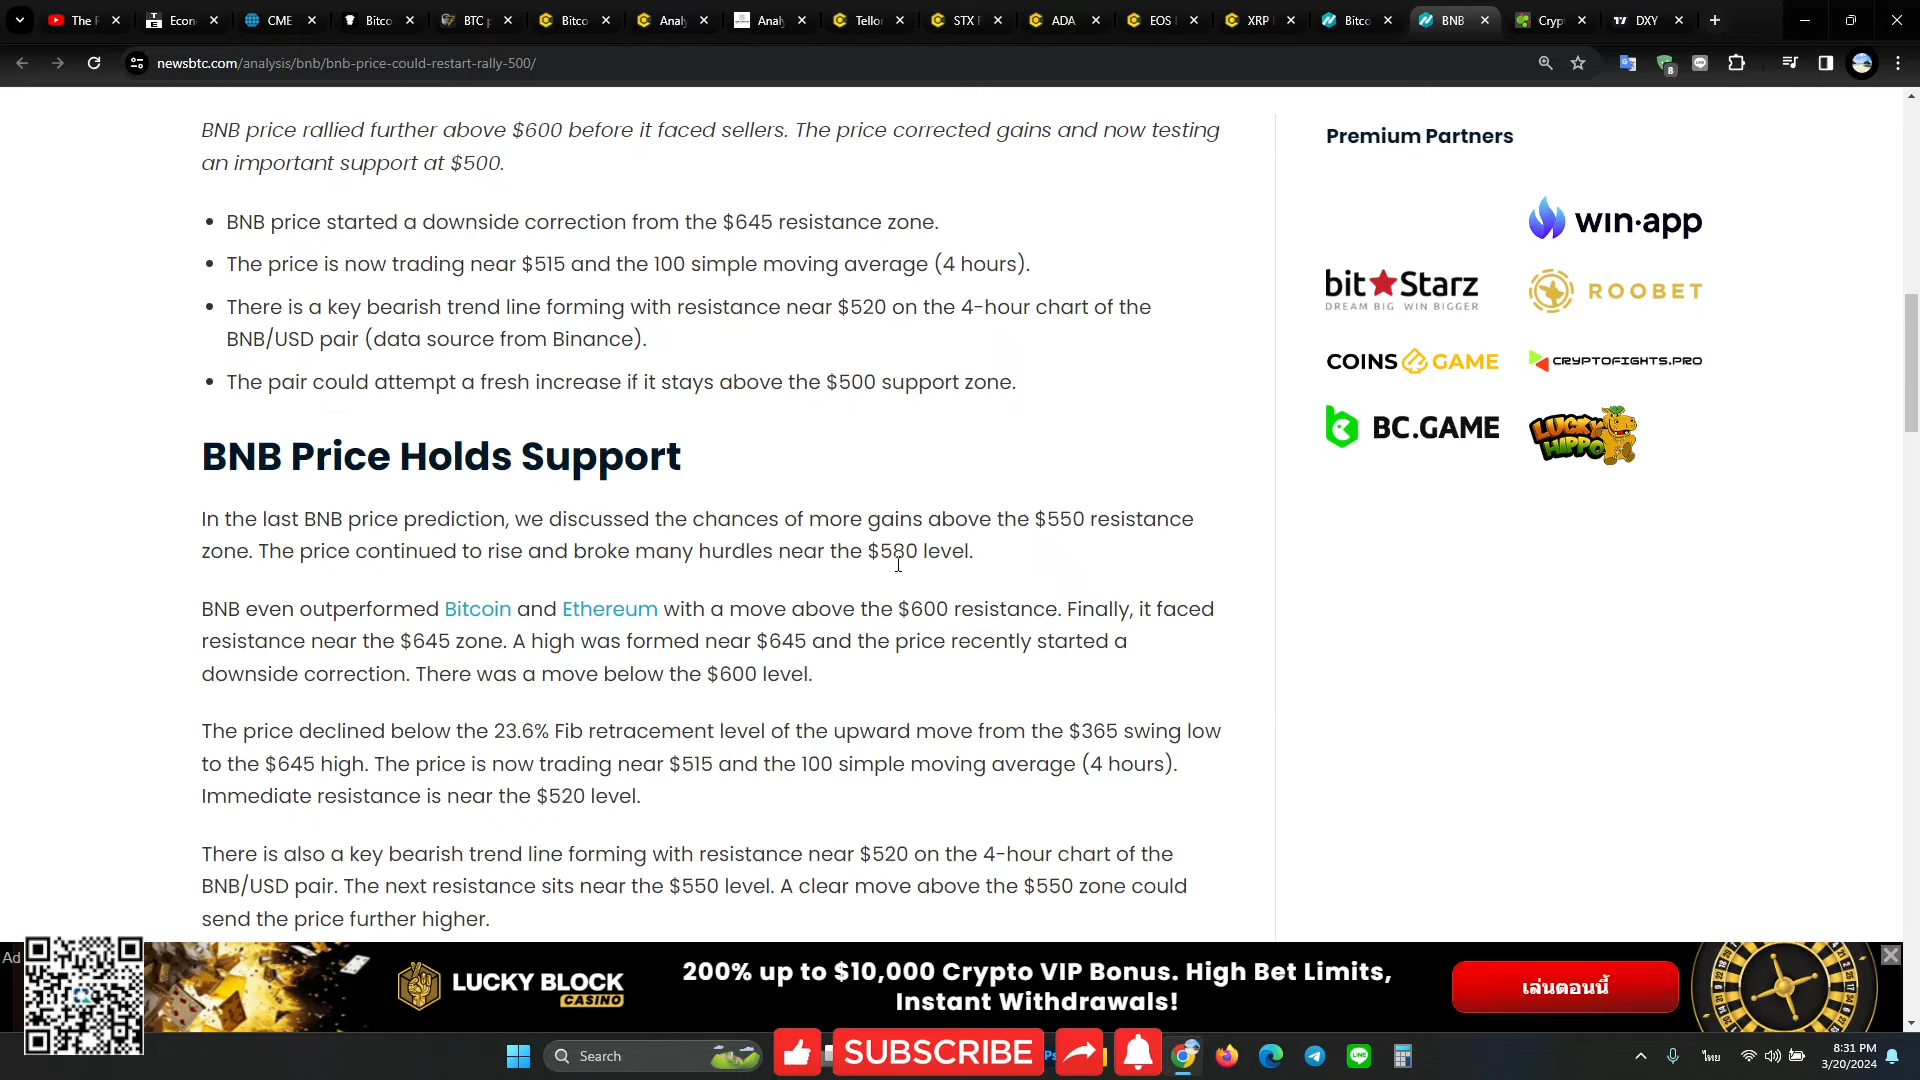 The F
Econ
CME
Bitco
BTC p
Bitco
Analy
Analy
Tello
STX F
ADA
EOS
XRP
Bitco
BNB
Cryp
DXY
newsbtc.com/analysis/bnb/bnb-price-could-restart-rally-500/
8
BNB price rallied further above $600 before it faced sellers. The price corrected gains and now testing
an important support at $500.
BNB price started a downside correction from the $645 resistance zone.
The price is now trading near $515 and the 100 simple moving average (4 hours).
There is a key bearish trend line forming with resistance near $520 on the 4-hour chart of the
BNB/USD pair (data source from Binance).
The pair could attempt a fresh increase if it stays above the $500 support zone.
BNB Price Holds Support
In the last BNB price prediction, we discussed the chances of more gains above the $550 resistance
zone. The price continued to rise and broke many hurdles near the $580 level.
BNB even outperformed Bitcoin and Ethereum with a move above the $600 resistance. Finally, it faced
resistance near the $645 zone. A high was formed near $645 and the price recently started a
downside correction. There was a move below the $600 level.
The price declined below the 23.6% Fib retracement level of the upward move from the $365 swing low
to the $645 high. The price is now trading near $515 and the 100 simple moving average (4 hours).
Immediate resistance is near the $520 level.
There is also a key bearish trend line forming with resistance near $520 on the 4-hour chart of the
BNB/USD pair. The next resistance sits near the $550 level. A clear move above the $550 zone could
send the price further higher.
Premium Partners
win·app
bitStarz
DREAM BIG WIN BIGGER
ROOBET
COINS GAME
CRYPTOFIGHTS.PRO
BC.GAME
LUCKY
HIPPO
Ad
LUCKY BLOCK
CASINO
200% up to $10,000 Crypto VIP Bonus. High Bet Limits,
Instant Withdrawals!
เล่นตอนนี้
Search
SUBSCRIBE
Ps
LINE
ไทย
8:31 PM
3/20/2024